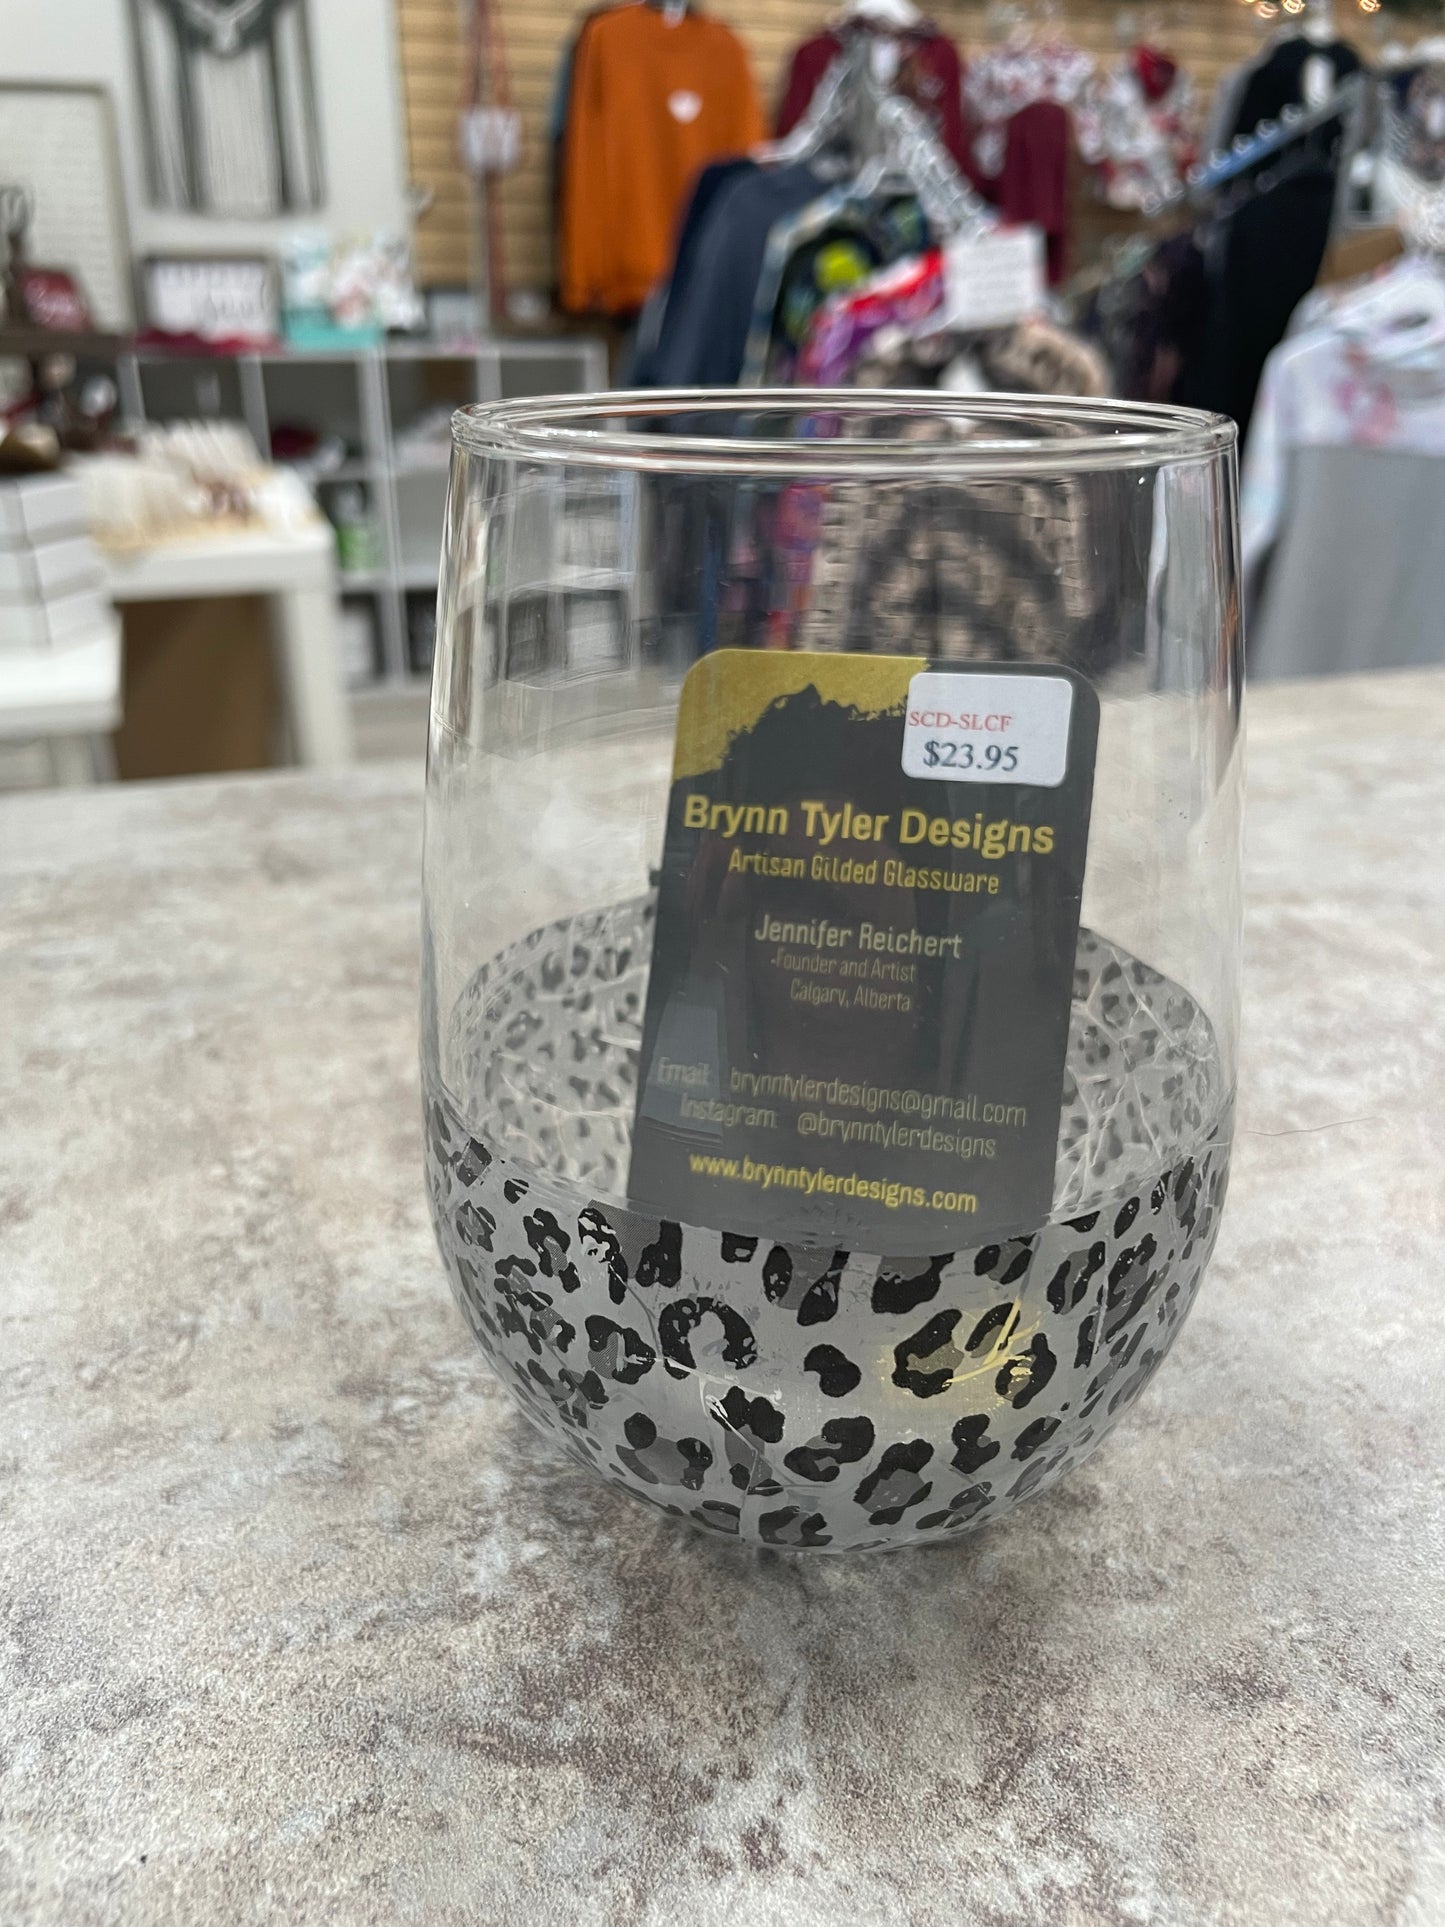 SCD-SLCF
$23.95
Brynn Tyler Designs
Artisan Gilded Glassware
Jennifer Reichert
Founder and Artist
Calgary, Alberta
Email: brynntylerdesigns@gmail.com
Instagram: @brynntylerdesigns
www.brynntylerdesigns.com